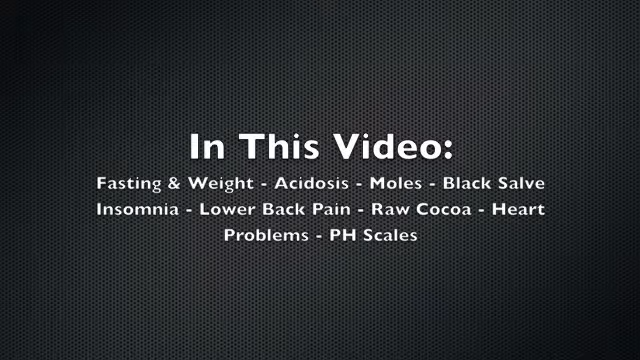 In This Video:
Fasting & Weight - Acidosis - Moles - Black Salve
Insomnia - Lower Back Pain - Raw Cocoa - Heart
Problems - PH Scales